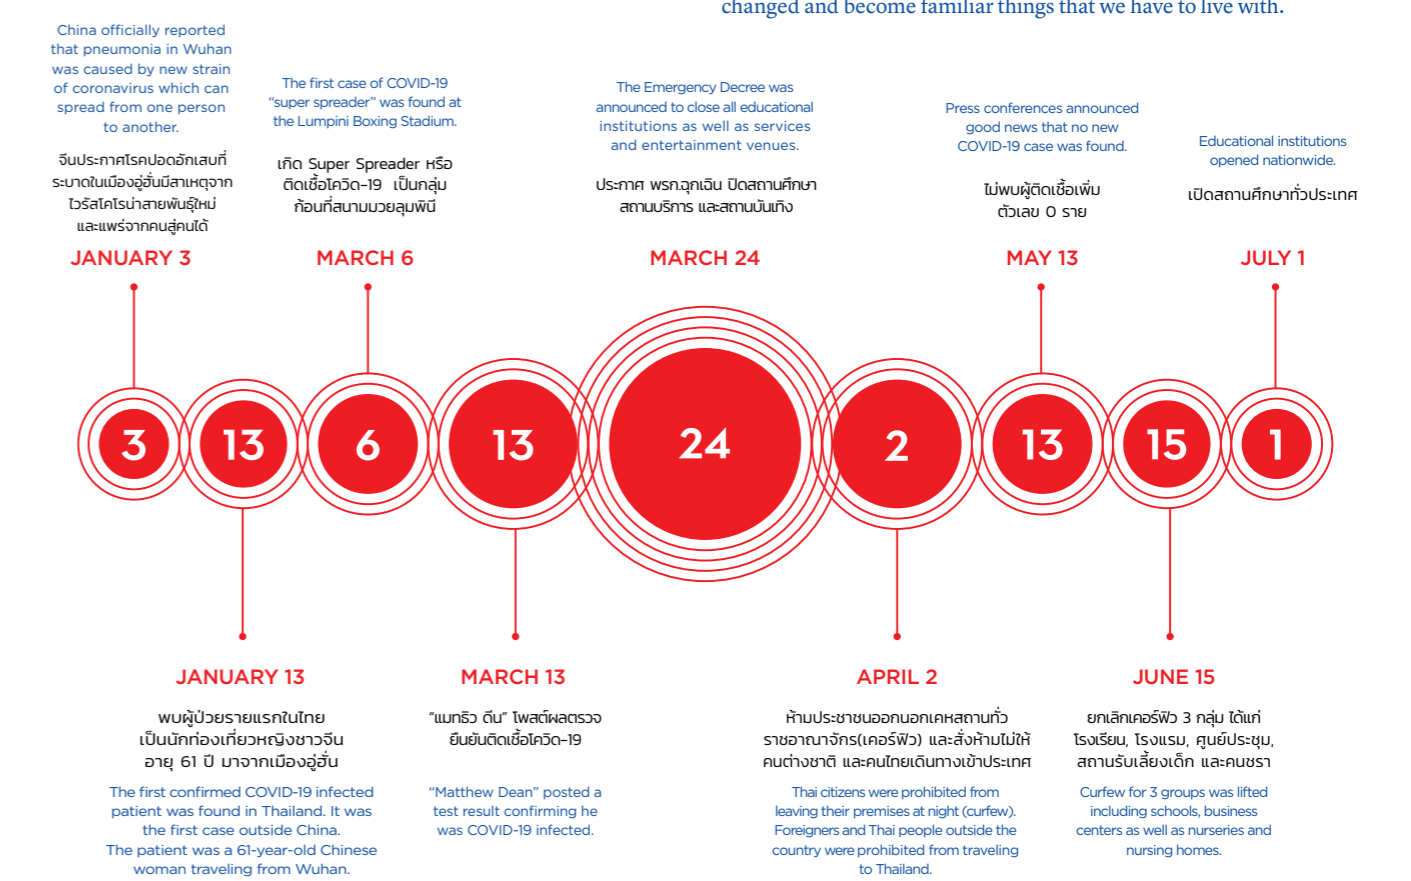 changed and become familiar things that we have to live with.
China officially reported
that pneumonia in Wuhan
was caused by new strain
of coronavirus which can
spread from one person
to another.
จีนประกาศโรคปอดอักเสบที่
ระบาดในเมืองอู่ฮั่นมีสาเหตุจาก
ไวรัสโคโรน่าสายพันธุ์ใหม่
และแพร่จากคนสู่คนได้
JANUARY 3
The first case of COVID-19
“super spreader” was found at
the Lumpini Boxing Stadium.
เกิด Super Spreader หรือ
ติดเชื้อโควิด-19 เป็นกลุ่ม
ก้อนที่สนามมวยลุมพินี
MARCH 6
The Emergency Decree was
announced to close all educational
institutions as well as services
and entertainment venues.
ประกาศ พรก.ฉุกเฉิน ปิดสถานศึกษา
สถานบริการ และสถานบันเทิง
MARCH 24
Press conferences announced
good news that no new
COVID-19 case was found.
ไม่พบผู้ติดเชื้อเพิ่ม
ตัวเลข 0 ราย
MAY 13
Educational institutions
opened nationwide.
เปิดสถานศึกษาทั่วประเทศ
JULY 1
3
13
6
13
24
2
13
15
1
JANUARY 13
พบผู้ป่วยรายแรกในไทย
เป็นนักท่องเที่ยวหญิงชาวจีน
อายุ 61 ปี มาจากเมืองอู่ฮั่น
The first confirmed COVID-19 infected
patient was found in Thailand. It was
the first case outside China.
The patient was a 61-year-old Chinese
woman traveling from Wuhan.
MARCH 13
“แมทธิว ดีน” โพสต์ผลตรวจ
ยืนยันติดเชื้อโควิด-19
“Matthew Dean” posted a
test result confirming he
was COVID-19 infected.
APRIL 2
ห้ามประชาชนออกนอกเคหสถานทั่ว
ราชอาณาจักร(เคอร์ฟิว) และสั่งห้ามไม่ให้
คนต่างชาติ และคนไทยเดินทางเข้าประเทศ
Thai citizens were prohibited from
leaving their premises at night (curfew).
Foreigners and Thai people outside the
country were prohibited from traveling
to Thailand.
JUNE 15
ยกเลิกเคอร์ฟิว 3 กลุ่ม ได้แก่
โรงเรียน, โรงแรม, ศูนย์ประชุม,
สถานรับเลี้ยงเด็ก และคนชรา
Curfew for 3 groups was lifted
including schools, business
centers as well as nurseries and
nursing homes.